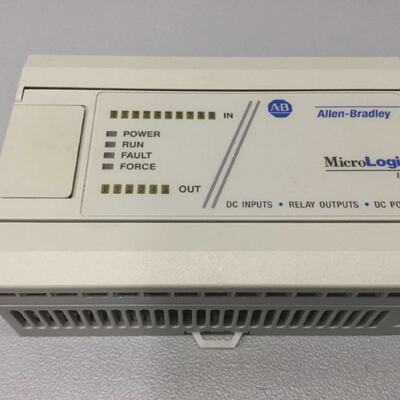 IN
AB
Allen-Bradley
POWER
RUN
FAULT
FORCE
MicroLogi
OUT
DC INPUTS • RELAY OUTPUTS • DC PO